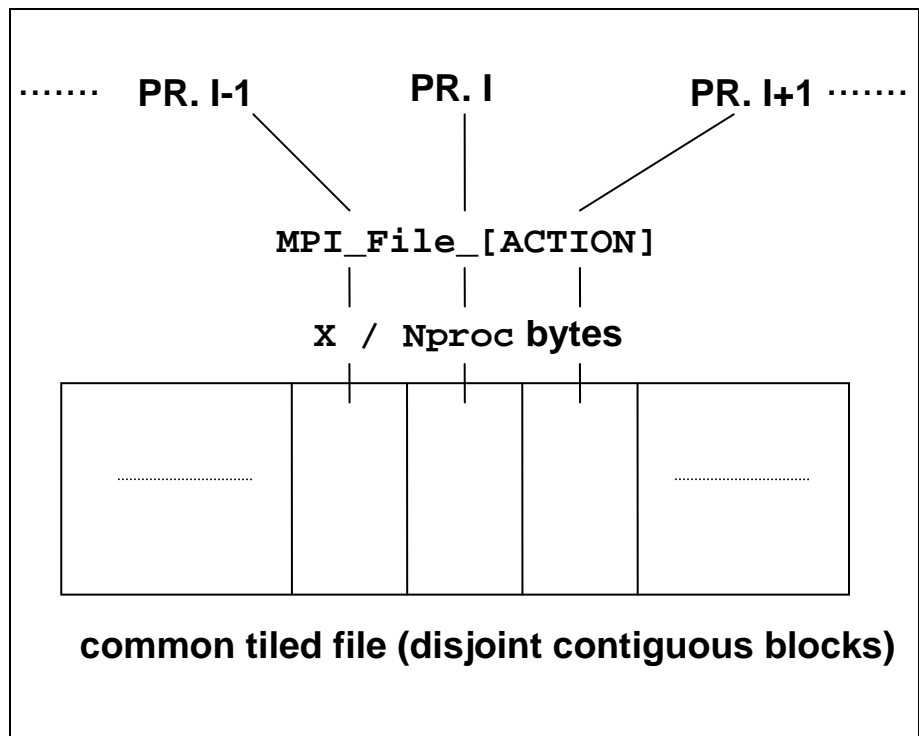 ....... PR. I-1 PR. I PR. I+1 .......
MPI_File_[ACTION]
X / Nproc bytes
common tiled file (disjoint contiguous blocks)